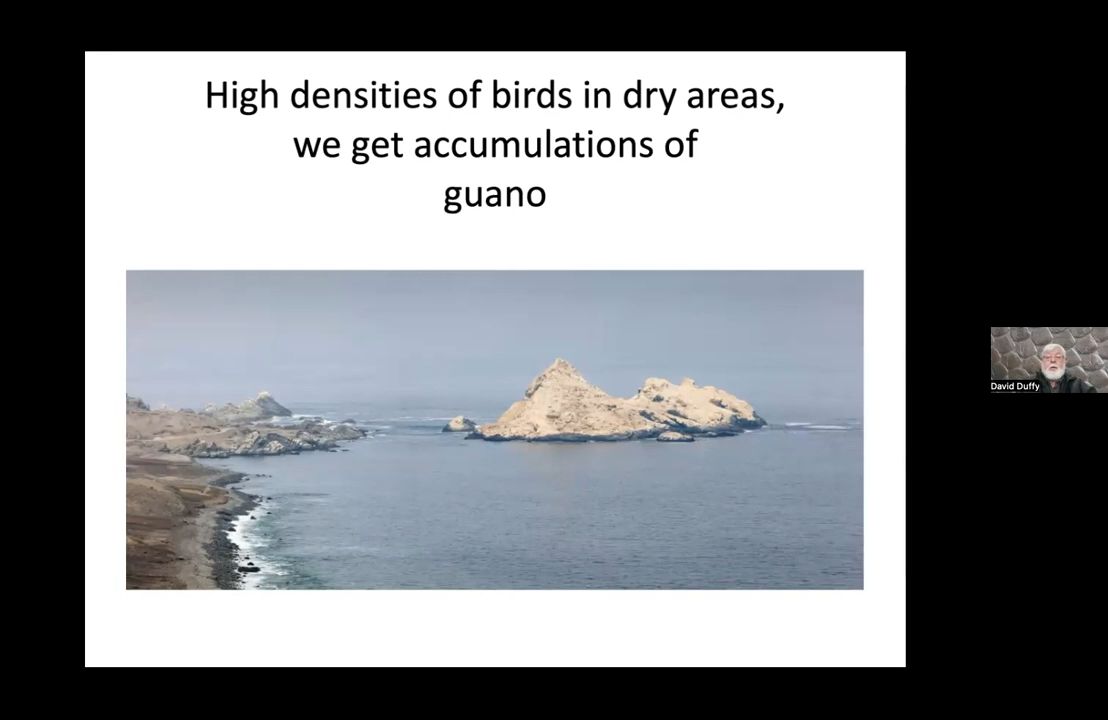 High densities of birds in dry areas,
we get accumulations of
guano
David Duffy